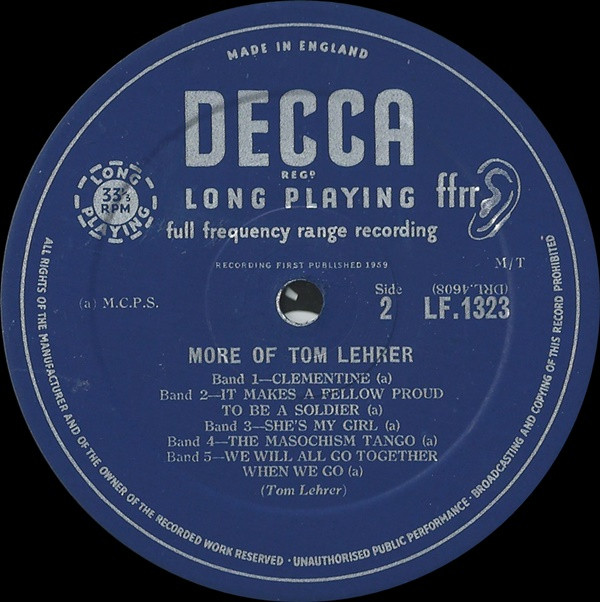 MADE IN ENGLAND
DECCA
REGD
LONG PLAYING
ffrr
LONG
33⅓
RPM
PLAYING
full frequency range recording
RECORDING FIRST PUBLISHED 1959
M/T
(a) M.C.P.S.
Side
2
(DRL.4608)
LF.1323
MORE OF TOM LEHRER
Band 1—CLEMENTINE (a)
Band 2—IT MAKES A FELLOW PROUD
TO BE A SOLDIER (a)
Band 3—SHE'S MY GIRL (a)
Band 4—THE MASOCHISM TANGO (a)
Band 5—WE WILL ALL GO TOGETHER
WHEN WE GO (a)
(Tom Lehrer)
ALL RIGHTS OF THE MANUFACTURER AND OF THE OWNER OF THE RECORDED WORK RESERVED · UNAUTHORISED PUBLIC PERFORMANCE · BROADCASTING AND COPYING OF THIS RECORD PROHIBITED